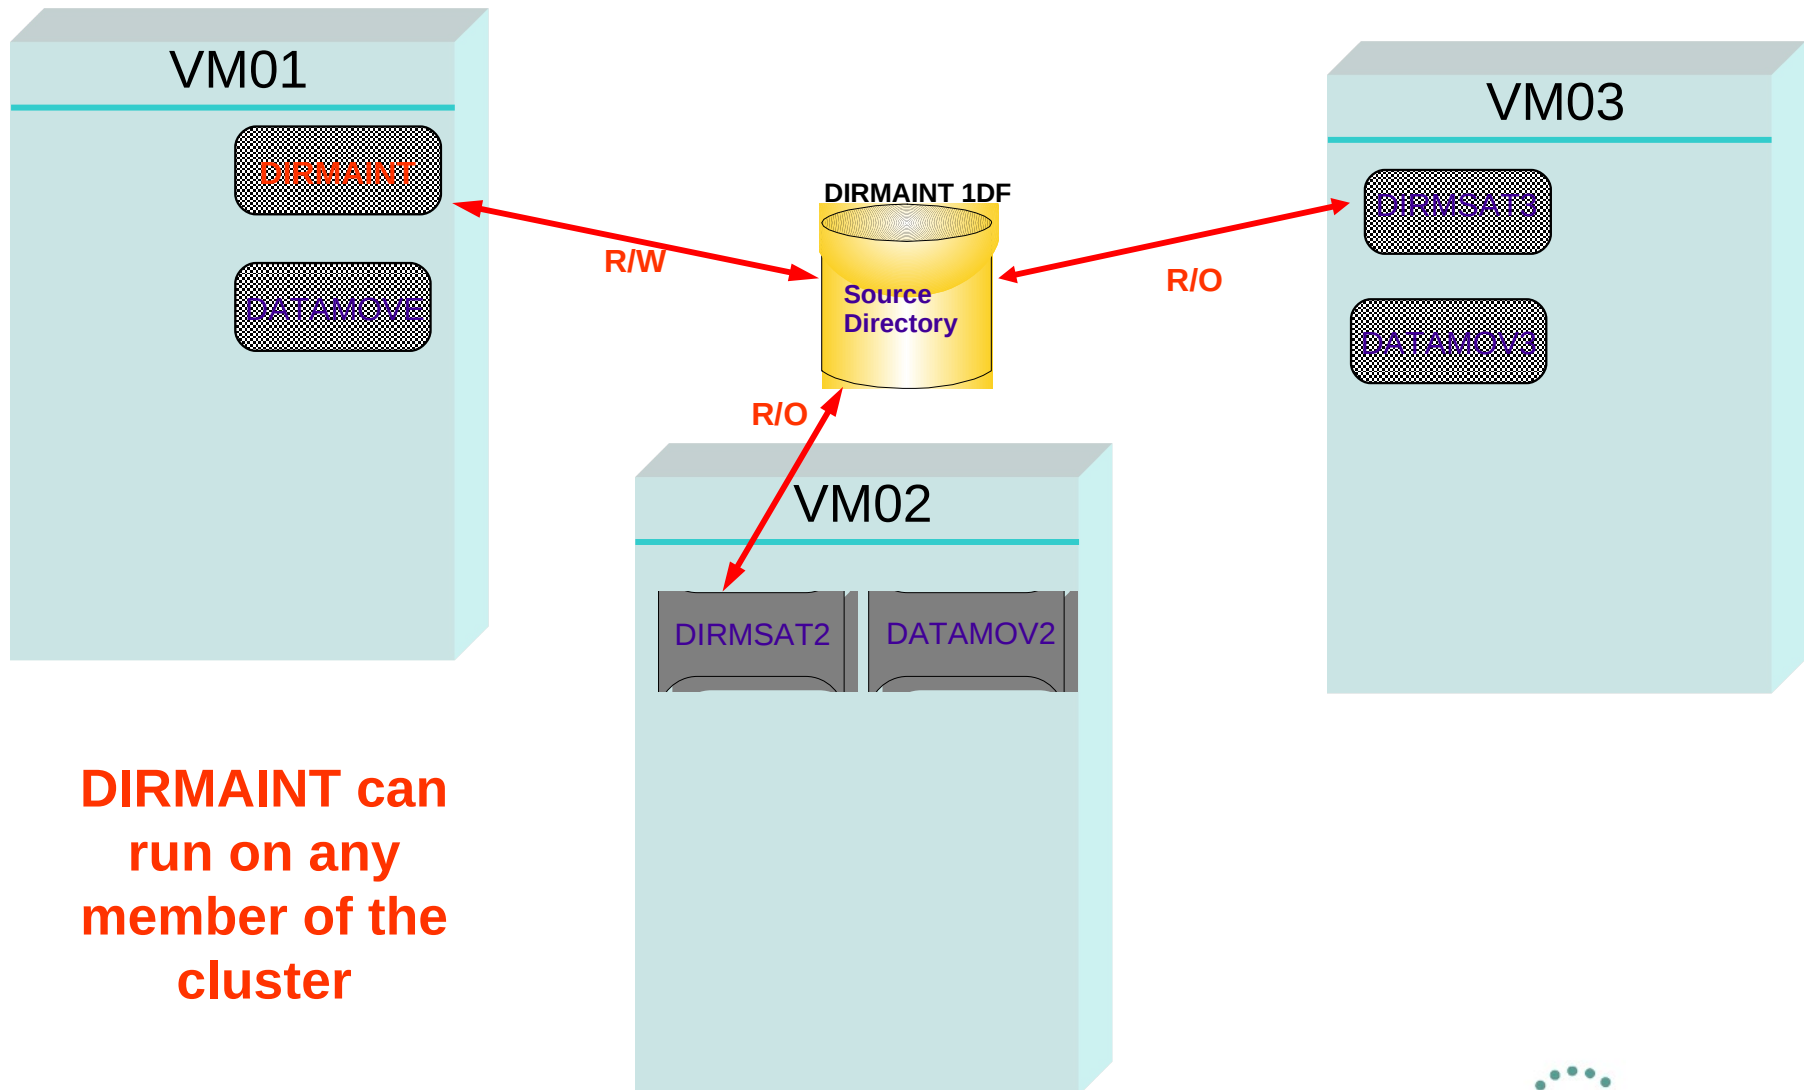 VM01
DIRMAINT
DATAMOVE
R/W
DIRMAINT 1DF
Source
Directory
R/O
R/O
VM03
DIRMSAT3
DATAMOV3
VM02
DIRMSAT2
DATAMOV2
DIRMAINT can
run on any
member of the
cluster